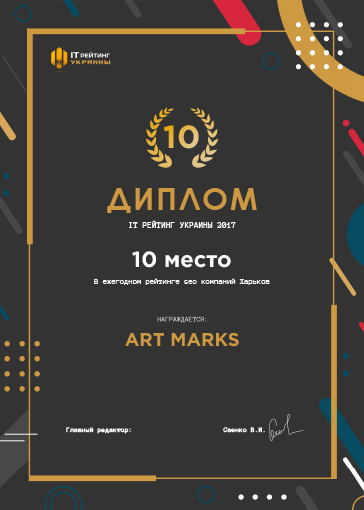 IT РЕЙТИНГ
УКРАИНЫ
10
ДИПЛОМ
IT РЕЙТИНГ УКРАИНЫ 2017
10 место
В ежегодном рейтинге seo компаний Харьков
НАГРАЖДАЕТСЯ:
ART MARKS
Главный редактор: Саенко В.И.